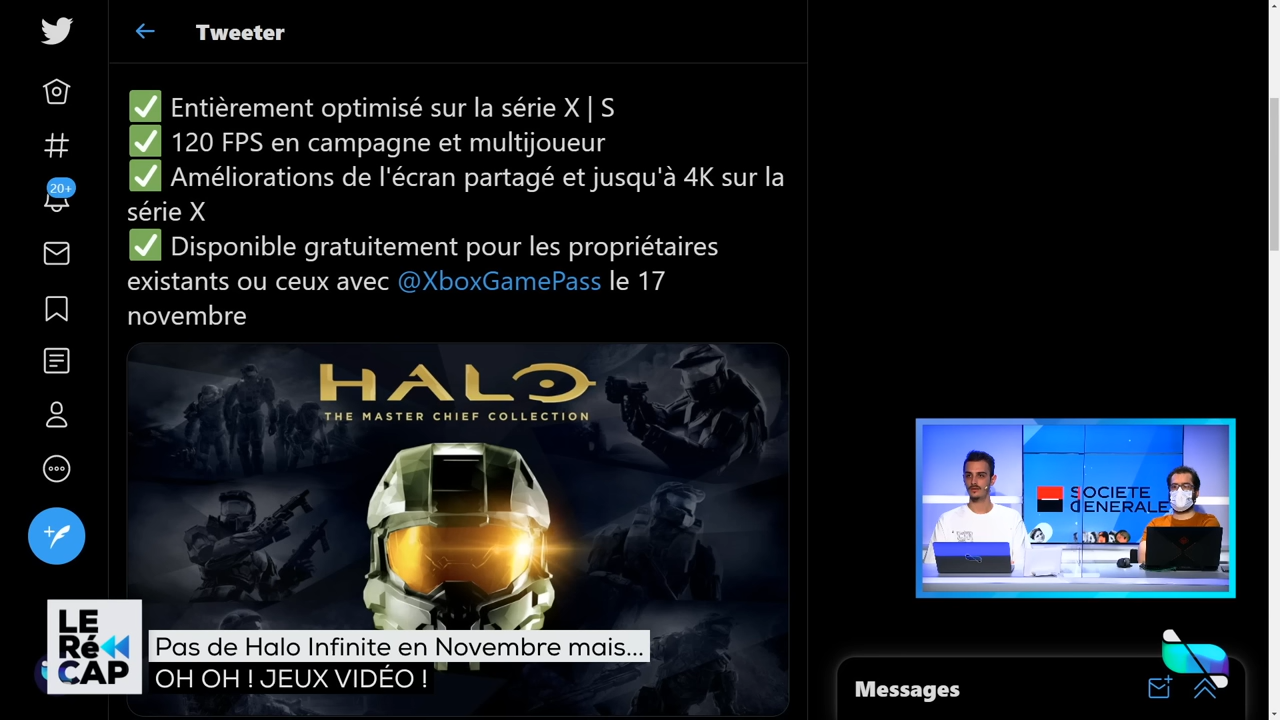 Tweeter
Entièrement optimisé sur la série X | S
120 FPS en campagne et multijoueur
Améliorations de l'écran partagé et jusqu'à 4K sur la
série X
Disponible gratuitement pour les propriétaires
existants ou ceux avec @XboxGamePass le 17
novembre
20+
HALO
THE MASTER CHIEF COLLECTION
SOCIETE
GENERALE
LE
Ré
CAP
Pas de Halo Infinite en Novembre mais...
OH OH ! JEUX VIDÉO !
Messages